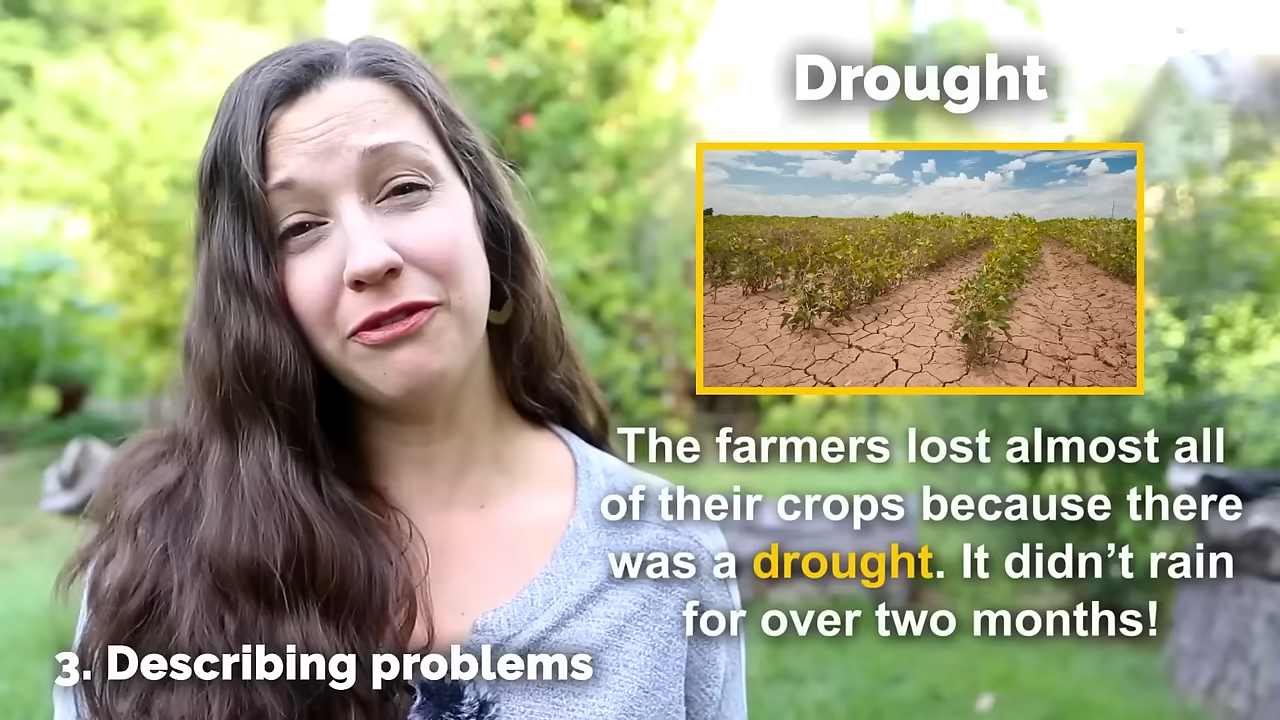 Drought
The farmers lost almost all
of their crops because there
was a drought. It didn’t rain
for over two months!
3. Describing problems